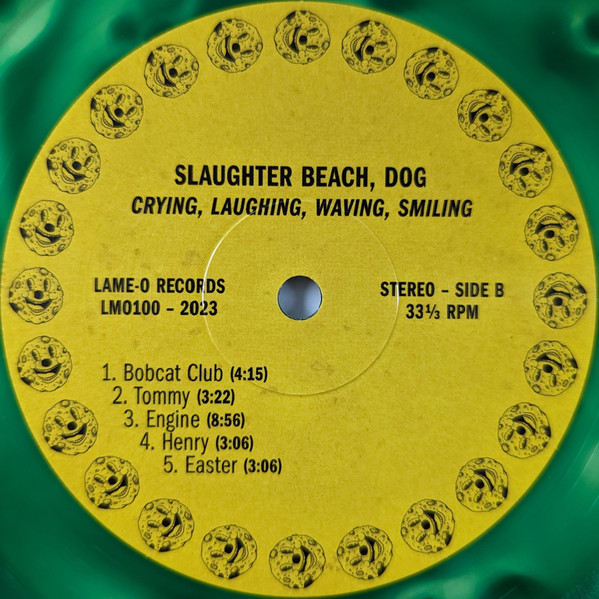 SLAUGHTER BEACH, DOG
CRYING, LAUGHING, WAVING, SMILING
LAME-O RECORDS
LMO100 – 2023
STEREO – SIDE B
33⅓ RPM
1. Bobcat Club (4:15)
2. Tommy (3:22)
3. Engine (8:56)
4. Henry (3:06)
5. Easter (3:06)